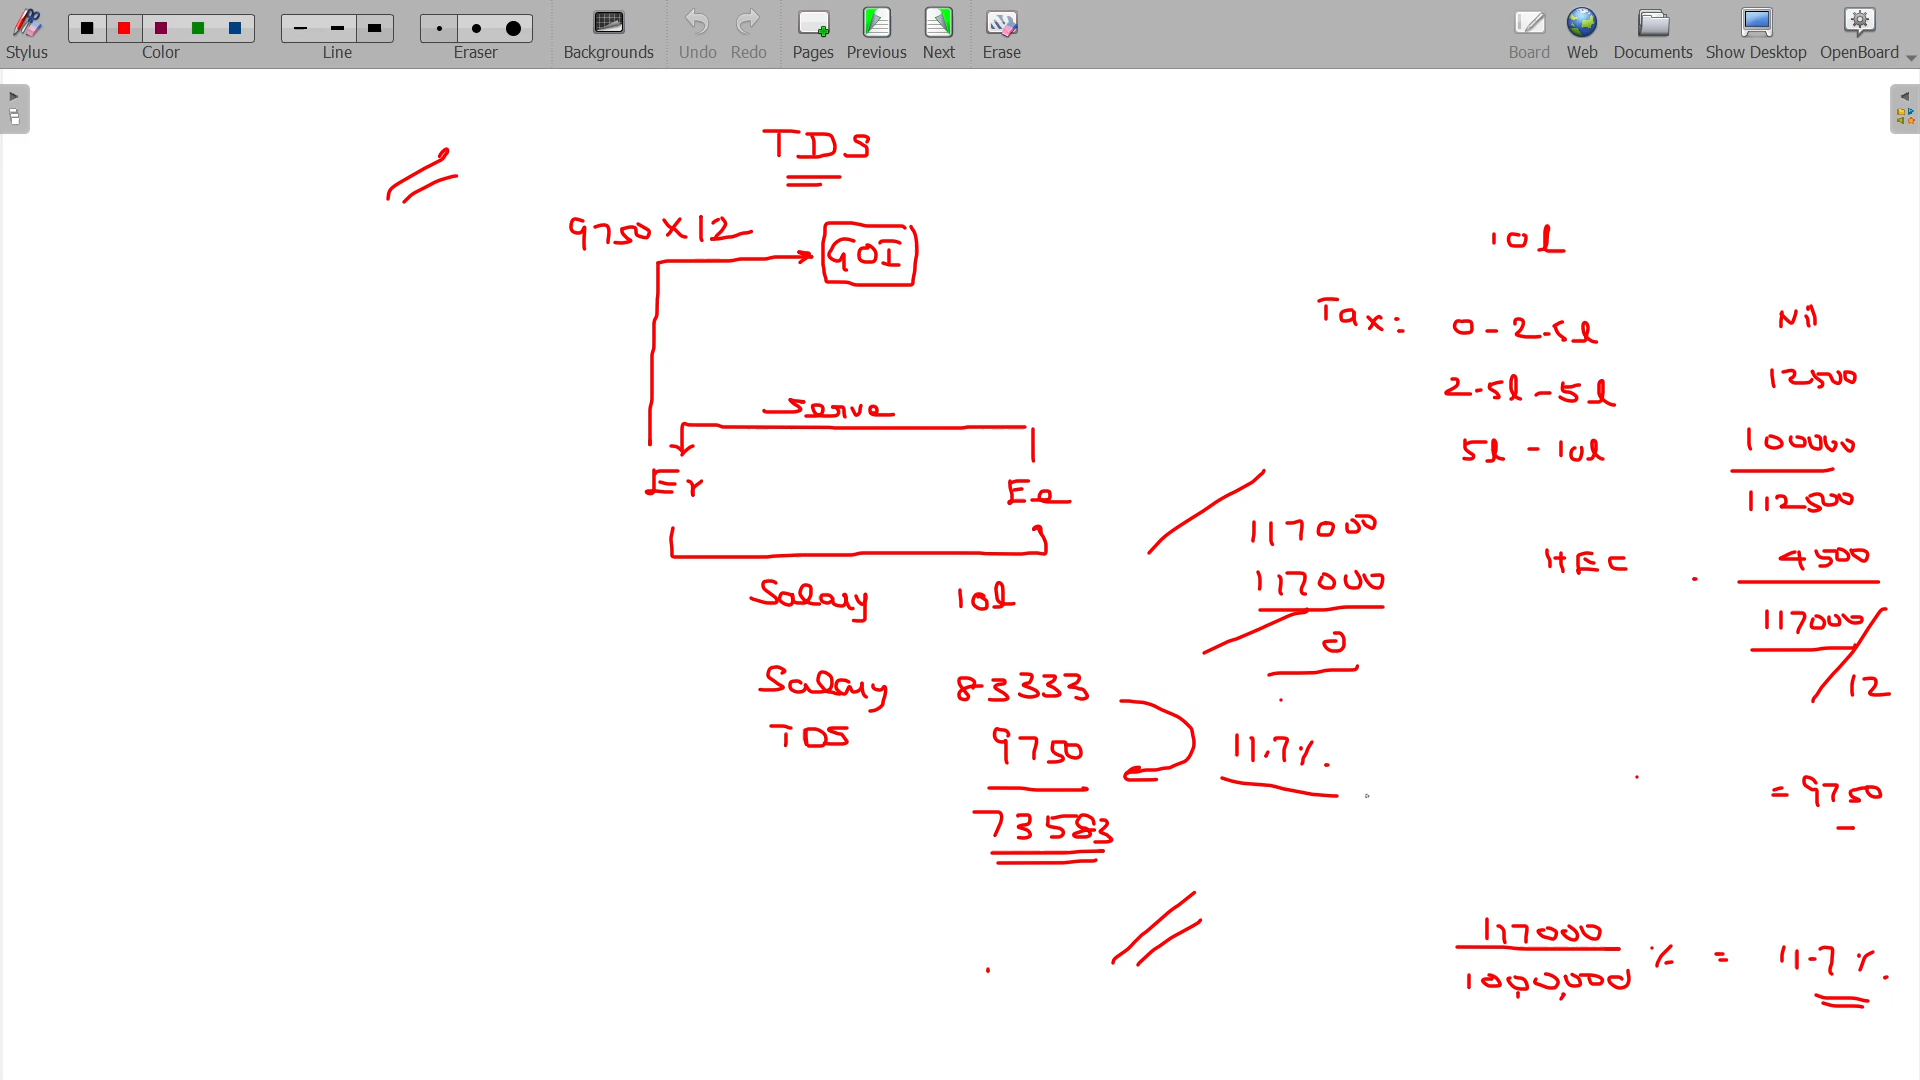 Stylus
Color
Line
Eraser
Backgrounds
Undo
Redo
Pages
Previous
Next
Erase
Board
Web
Documents
Show Desktop
OpenBoard
TDS
9750 X 12
GOI
serve
Er
Ee
Salary 10l
Salary 83333
TDS 9750
73583
117000
117000
0
11.7%.
10l
Tax: 0 - 2.5l Nil
2.5l - 5l 12500
5l - 10l 100000
112500
HEC 4500
117000/12
= 9750
117000
1000,000 % = 11.7%.